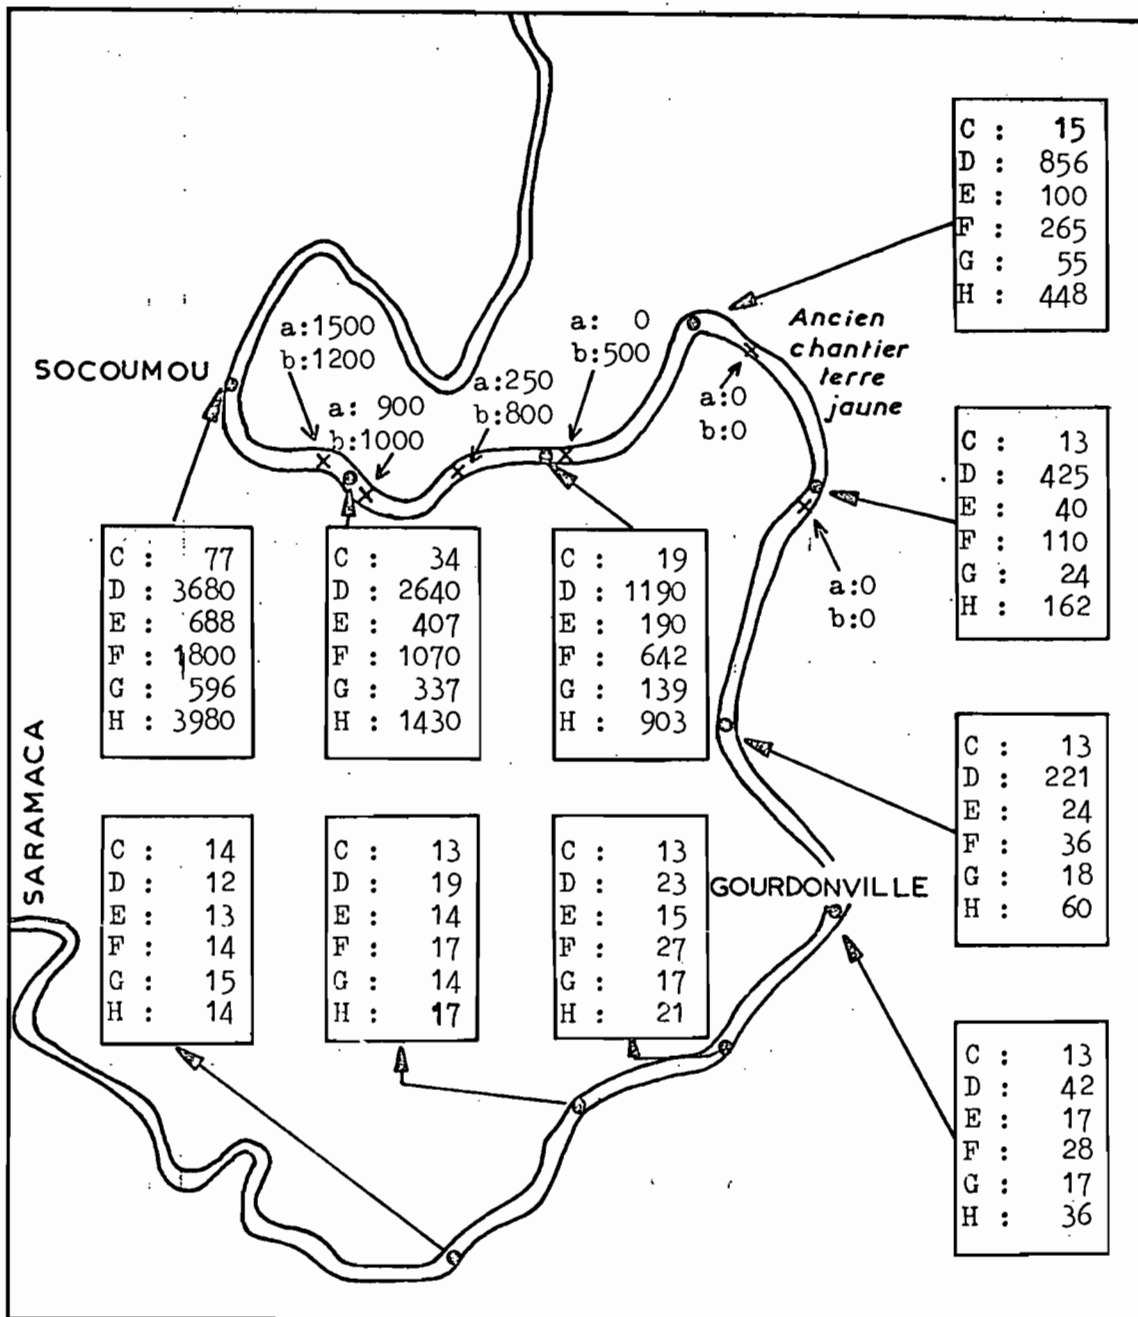 C : 15
D : 856
E : 100
F : 265
G : 55
H : 448
a:1500
b:1200
a: 0
b:500
Ancien
chantier
terre
jaune
SOCOUMOU
a:250
b:800
a: 900
b:1000
a:0
b:0
C : 13
D : 425
E : 40
F : 110
G : 24
H : 162
a:0
b:0
C : 77
D : 3680
E : 688
F : 1800
G : 596
H : 3980
C : 34
D : 2640
E : 407
F : 1070
G : 337
H : 1430
C : 19
D : 1190
E : 190
F : 642
G : 139
H : 903
C : 13
D : 221
E : 24
F : 36
G : 18
H : 60
SARAMACA
C : 14
D : 12
E : 13
F : 14
G : 15
H : 14
C : 13
D : 19
E : 14
F : 17
G : 14
H : 17
C : 13
D : 23
E : 15
F : 27
G : 17
H : 21
GOURDONVILLE
C : 13
D : 42
E : 17
F : 28
G : 17
H : 36